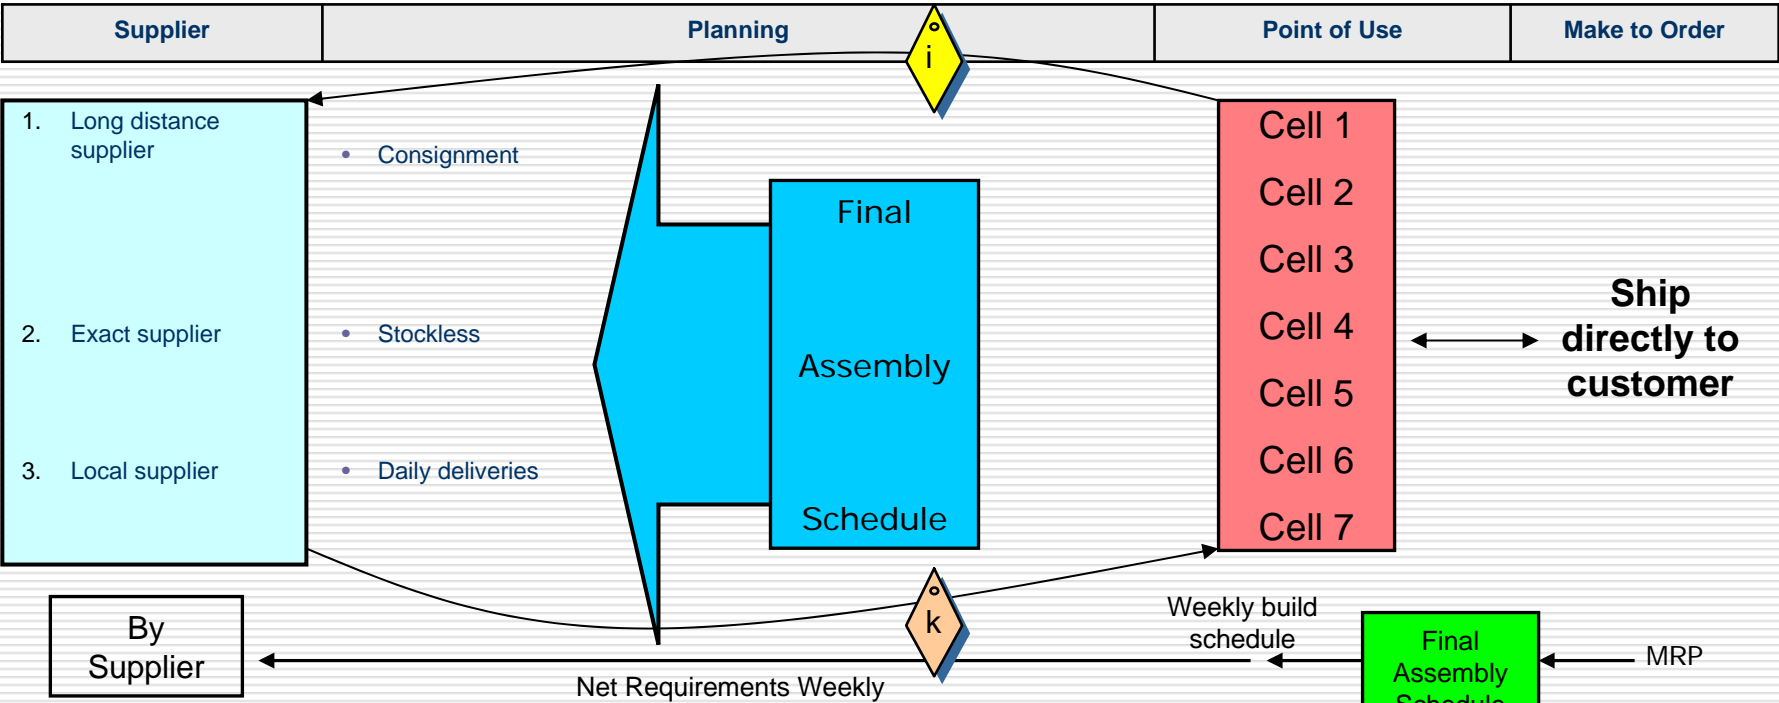 Supplier
Planning
Point of Use
Make to Order
i
1. Long distance
supplier
• Consignment
2. Exact supplier
• Stockless
3. Local supplier
• Daily deliveries
Final
Assembly
Schedule
Cell 1
Cell 2
Cell 3
Cell 4
Cell 5
Cell 6
Cell 7
Ship
directly to
customer
By
Supplier
k
Net Requirements Weekly
Weekly build
schedule
Final
Assembly
Schedule
MRP